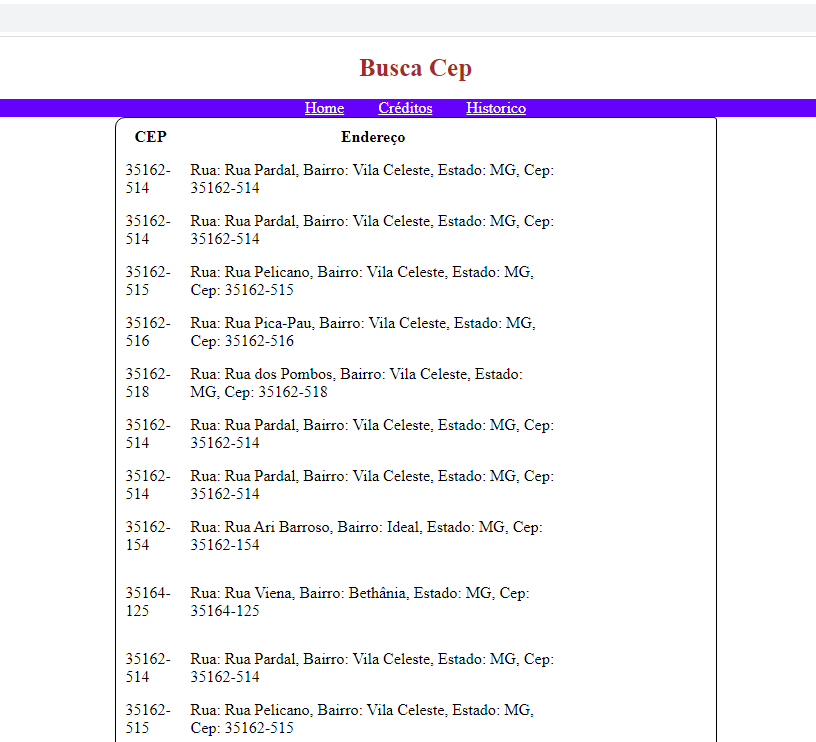 Busca Cep
Home Créditos Historico
CEP Endereço
35162- Rua: Rua Pardal, Bairro: Vila Celeste, Estado: MG, Cep:
514 35162-514
35162- Rua: Rua Pardal, Bairro: Vila Celeste, Estado: MG, Cep:
514 35162-514
35162- Rua: Rua Pelicano, Bairro: Vila Celeste, Estado: MG,
515 Cep: 35162-515
35162- Rua: Rua Pica-Pau, Bairro: Vila Celeste, Estado: MG,
516 Cep: 35162-516
35162- Rua: Rua dos Pombos, Bairro: Vila Celeste, Estado:
518 MG, Cep: 35162-518
35162- Rua: Rua Pardal, Bairro: Vila Celeste, Estado: MG, Cep:
514 35162-514
35162- Rua: Rua Pardal, Bairro: Vila Celeste, Estado: MG, Cep:
514 35162-514
35162- Rua: Rua Ari Barroso, Bairro: Ideal, Estado: MG, Cep:
154 35162-154
35164- Rua: Rua Viena, Bairro: Bethânia, Estado: MG, Cep:
125 35164-125
35162- Rua: Rua Pardal, Bairro: Vila Celeste, Estado: MG, Cep:
514 35162-514
35162- Rua: Rua Pelicano, Bairro: Vila Celeste, Estado: MG,
515 Cep: 35162-515